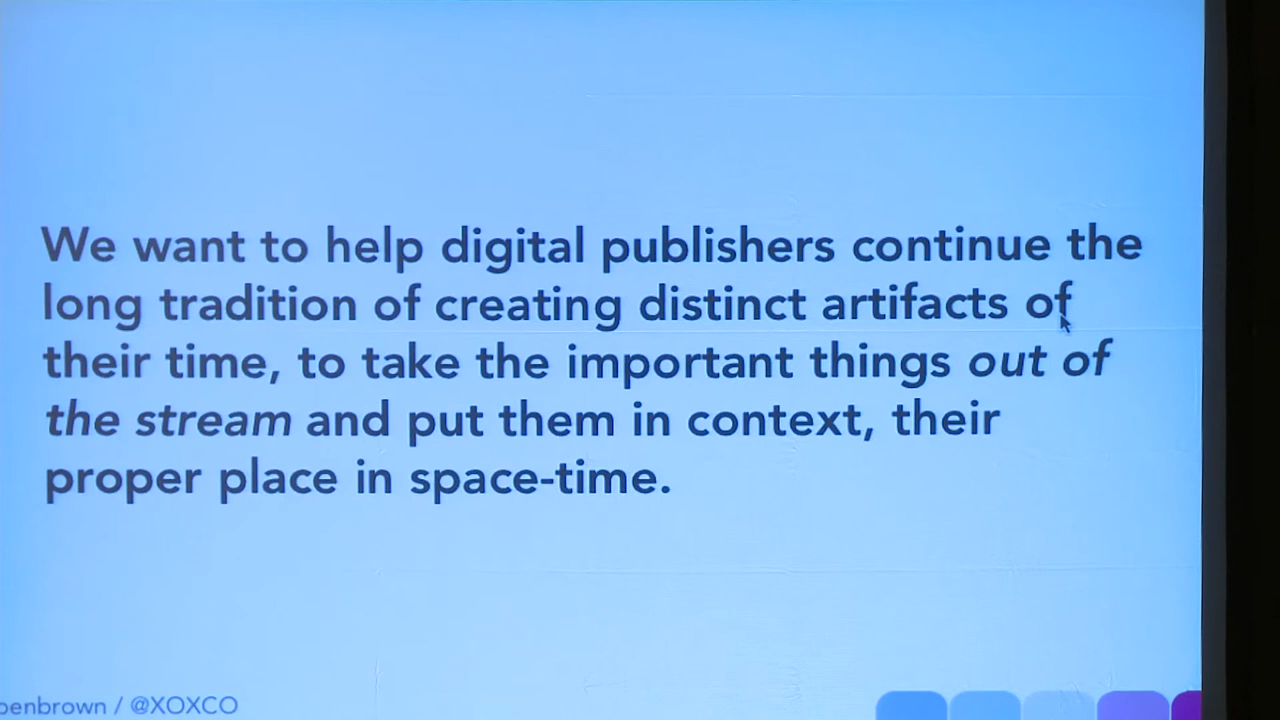 We want to help digital publishers continue the
long tradition of creating distinct artifacts of
their time, to take the important things out of
the stream and put them in context, their
proper place in space-time.
penbrown / @XOXCO